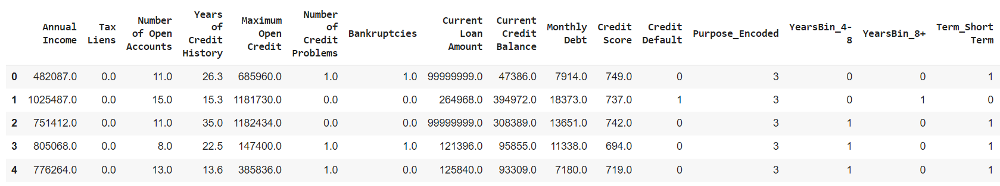 Annual Income Tax Liens Number of Open Accounts Years of Credit History Maximum Open Credit Number of Credit Problems Bankruptcies Current Loan Amount Current Credit Balance Monthly Debt Credit Score Credit Default Purpose_Encoded YearsBin_4-8 YearsBin_8+ Term_Short Term
0 482087.0 0.0 11.0 26.3 685960.0 1.0 1.0 99999999.0 47386.0 7914.0 749.0 0 3 0 0 1
1 1025487.0 0.0 15.0 15.3 1181730.0 0.0 0.0 264968.0 394972.0 18373.0 737.0 1 3 0 1 0
2 751412.0 0.0 11.0 35.0 1182434.0 0.0 0.0 99999999.0 308389.0 13651.0 742.0 0 3 1 0 1
3 805068.0 0.0 8.0 22.5 147400.0 1.0 1.0 121396.0 95855.0 11338.0 694.0 0 3 1 0 1
4 776264.0 0.0 13.0 13.6 385836.0 1.0 0.0 125840.0 93309.0 7180.0 719.0 0 3 1 0 1